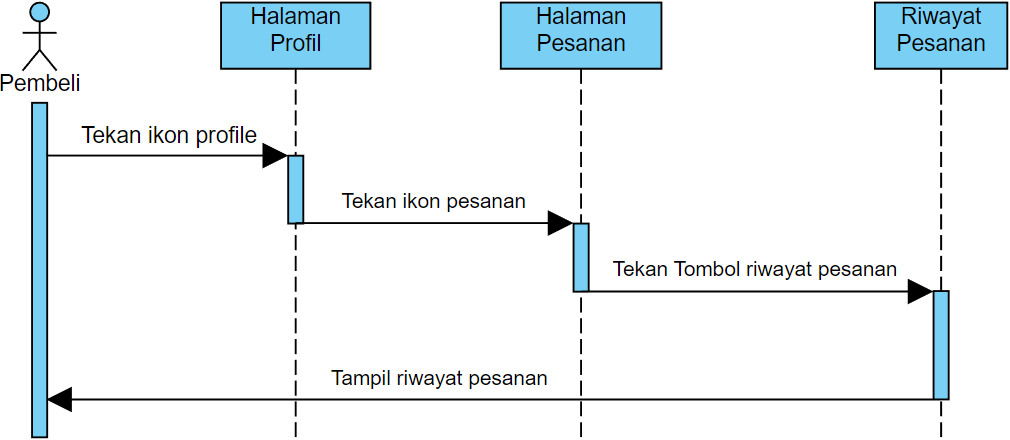 Halaman
Profil
Halaman
Pesanan
Riwayat
Pesanan
Pembeli
Tekan ikon profile
Tekan ikon pesanan
Tekan Tombol riwayat pesanan
Tampil riwayat pesanan